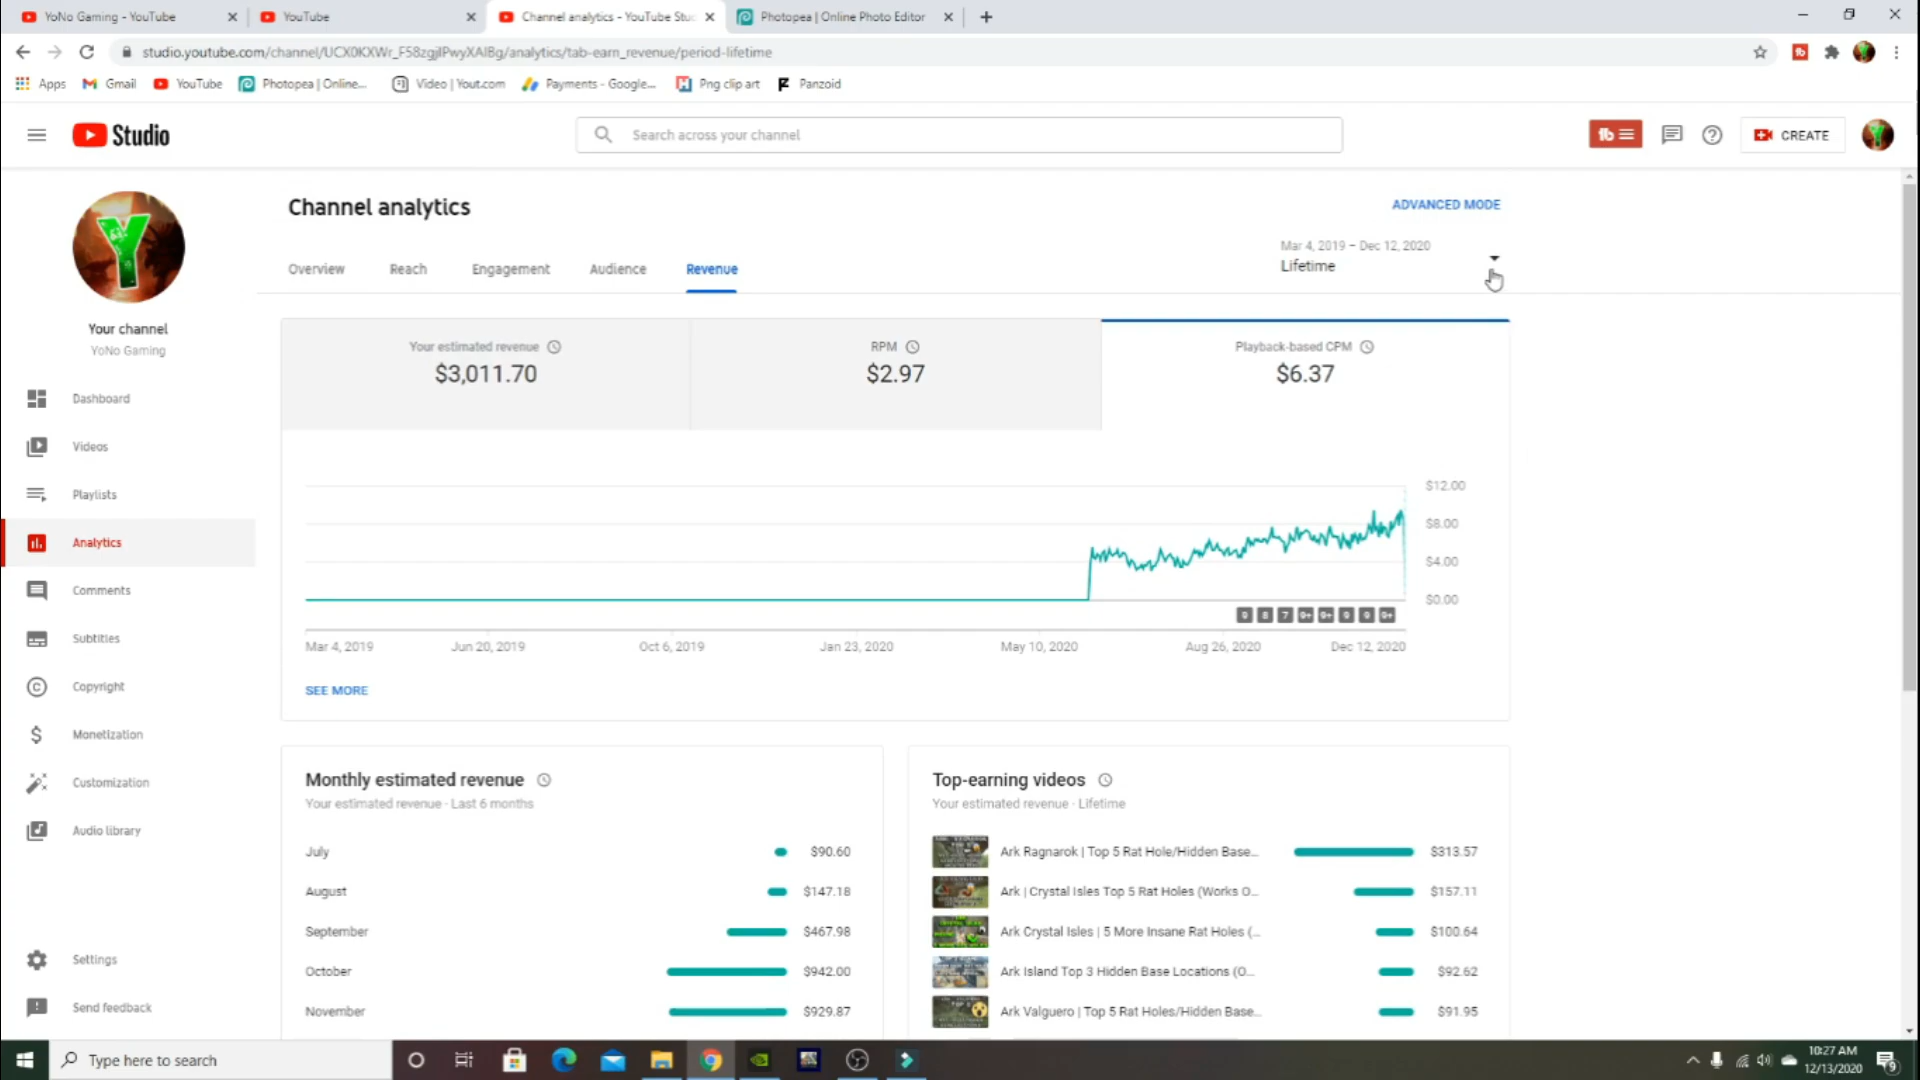 YoNo Gaming - YouTube
YouTube
Channel analytics - YouTube Stu
Photopea | Online Photo Editor
studio.youtube.com/channel/UCX0KXWr_F58zgjlPwyXAIBg/analytics/tab-earn_revenue/period-lifetime
Apps
Gmail
YouTube
Photopea | Online...
Video | Yout.com
Payments - Google...
Png clip art
Panzoid
Studio
Search across your channel
CREATE
Channel analytics
ADVANCED MODE
Mar 4, 2019 – Dec 12, 2020
Lifetime
Overview
Reach
Engagement
Audience
Revenue
Your channel
YoNo Gaming
Dashboard
Videos
Playlists
Analytics
Comments
Subtitles
Copyright
Monetization
Customization
Audio library
Settings
Send feedback
Your estimated revenue
$3,011.70
RPM
$2.97
Playback-based CPM
$6.37
$12.00
$8.00
$4.00
$0.00
9 8 7 9+ 9+ 9 9 9+
Mar 4, 2019
Jun 20, 2019
Oct 6, 2019
Jan 23, 2020
May 10, 2020
Aug 26, 2020
Dec 12, 2020
SEE MORE
Monthly estimated revenue
Your estimated revenue · Last 6 months
July $90.60
August $147.18
September $467.98
October $942.00
November $929.87
Top-earning videos
Your estimated revenue · Lifetime
Ark Ragnarok | Top 5 Rat Hole/Hidden Base... $313.57
Ark | Crystal Isles Top 5 Rat Holes (Works O... $157.11
Ark Crystal Isles | 5 More Insane Rat Holes (... $100.64
Ark Island Top 3 Hidden Base Locations (O... $92.62
Ark Valguero | Top 5 Rat Holes/Hidden Base... $91.95
Type here to search
10:27 AM
12/13/2020